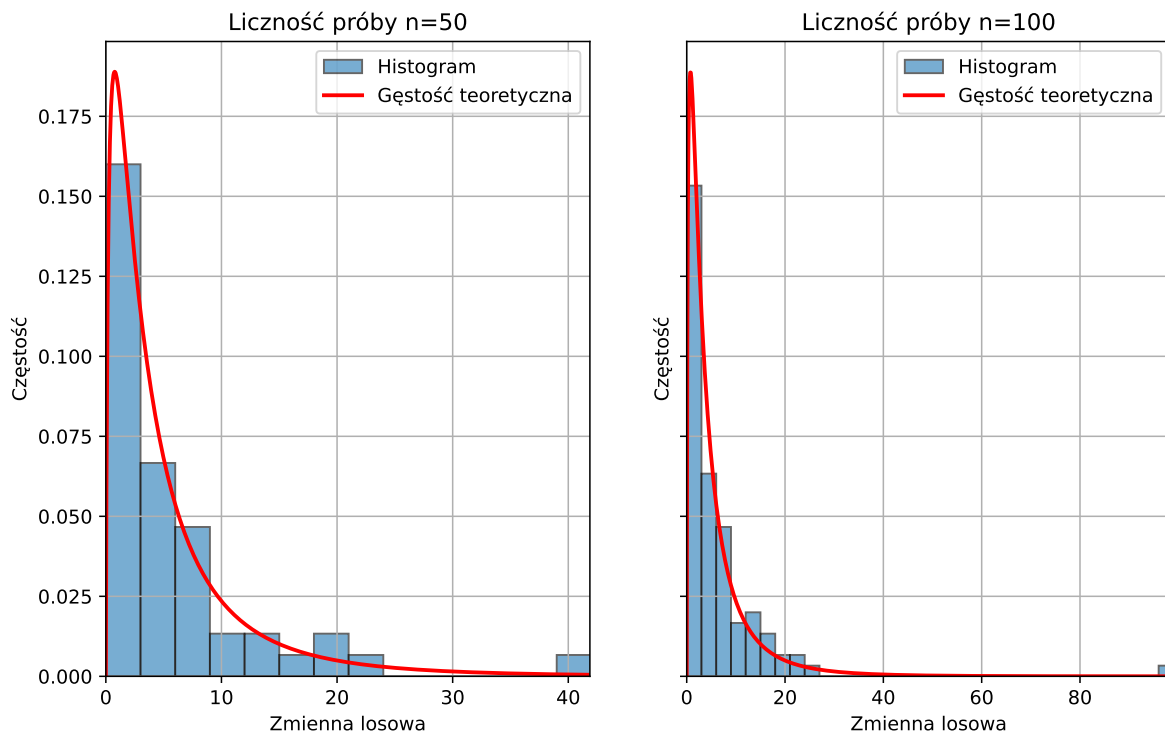 Liczność próby n=50
Histogram
Gęstość teoretyczna
0.175
0.150
0.125
0.100
0.075
0.050
0.025
0.000
Częstość
0
10
20
30
40
Zmienna losowa
Liczność próby n=100
Histogram
Gęstość teoretyczna
Częstość
0
20
40
60
80
Zmienna losowa